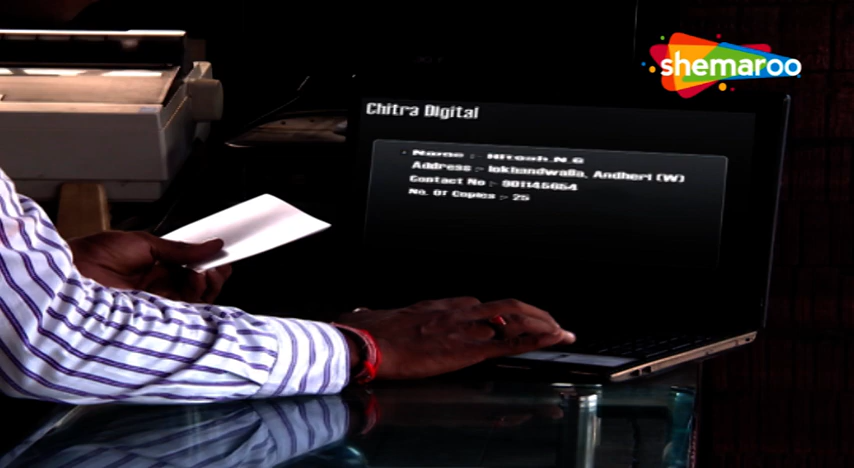 shemaroo
Chitra Digital
Name :- Hitesh N G
Address :- lokhandwalla, Andheri (W)
Contact No :- 901145654
No. Of Copies :- 25